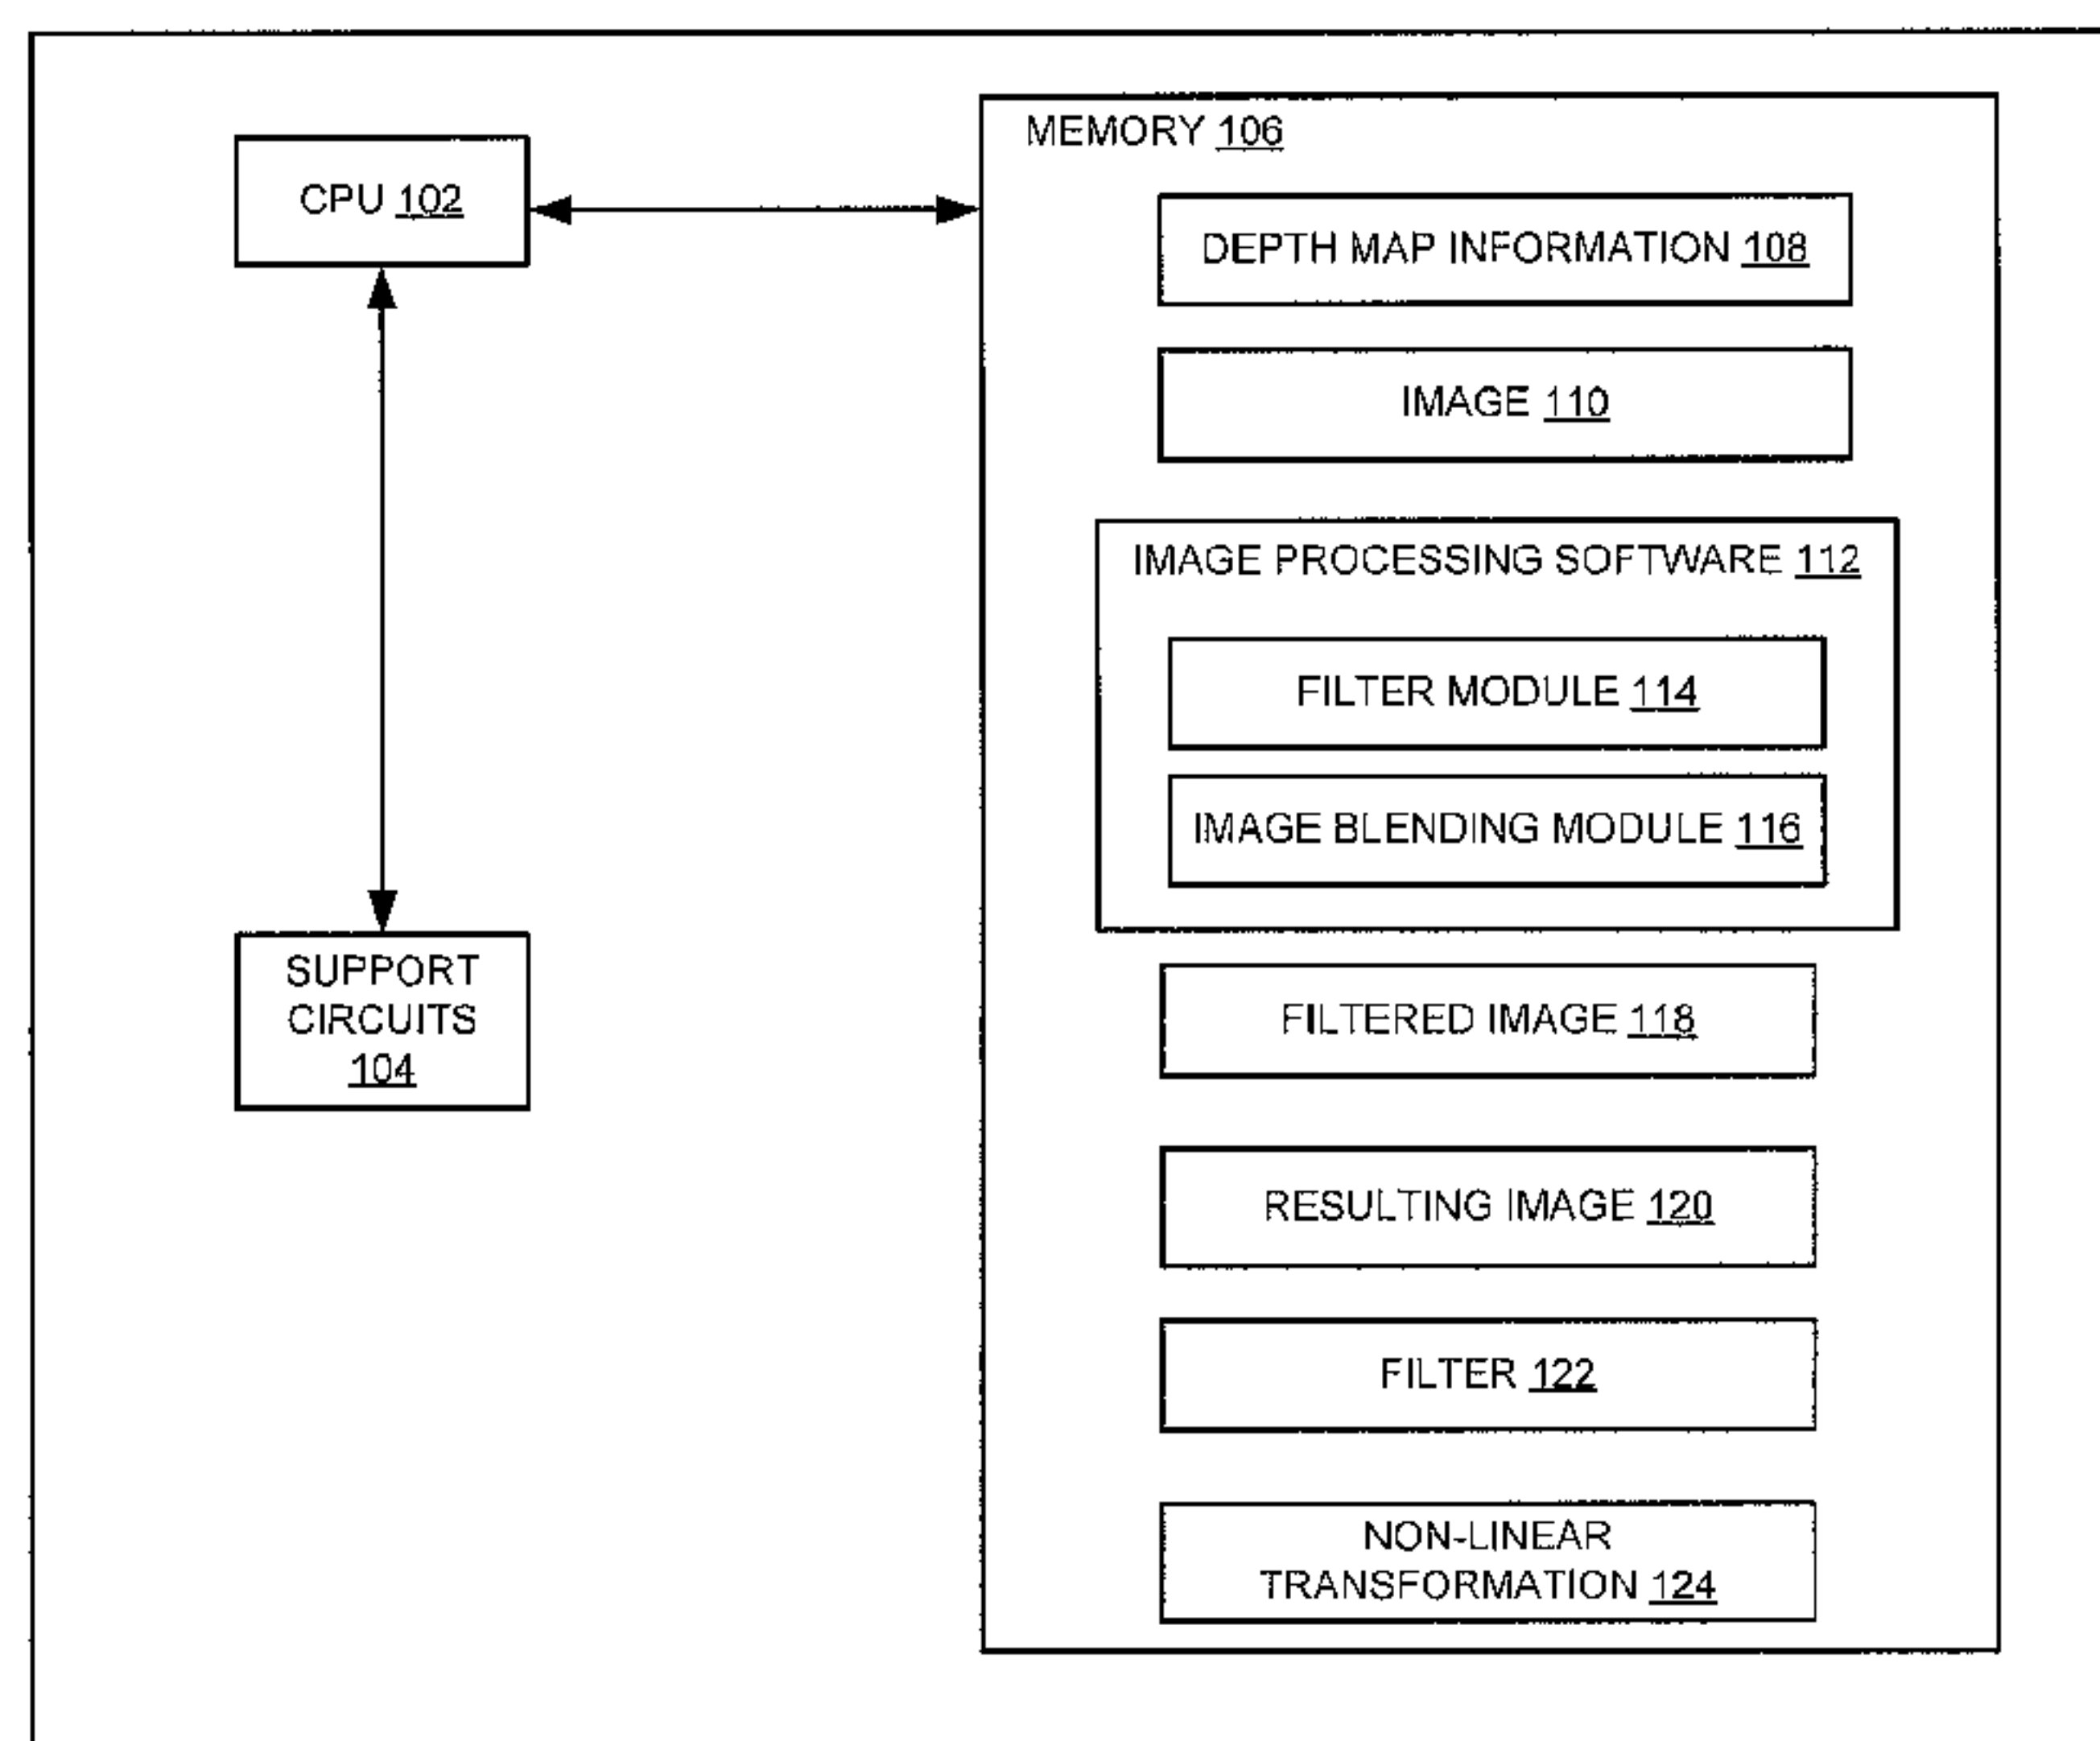 MEMORY 106
CPU 102
DEPTH MAP INFORMATION 108
IMAGE 110
IMAGE PROCESSING SOFTWARE 112
FILTER MODULE 114
IMAGE BLENDING MODULE 116
SUPPORT
CIRCUITS
104
FILTERED IMAGE 118
RESULTING IMAGE 120
FILTER 122
NON-LINEAR
TRANSFORMATION 124